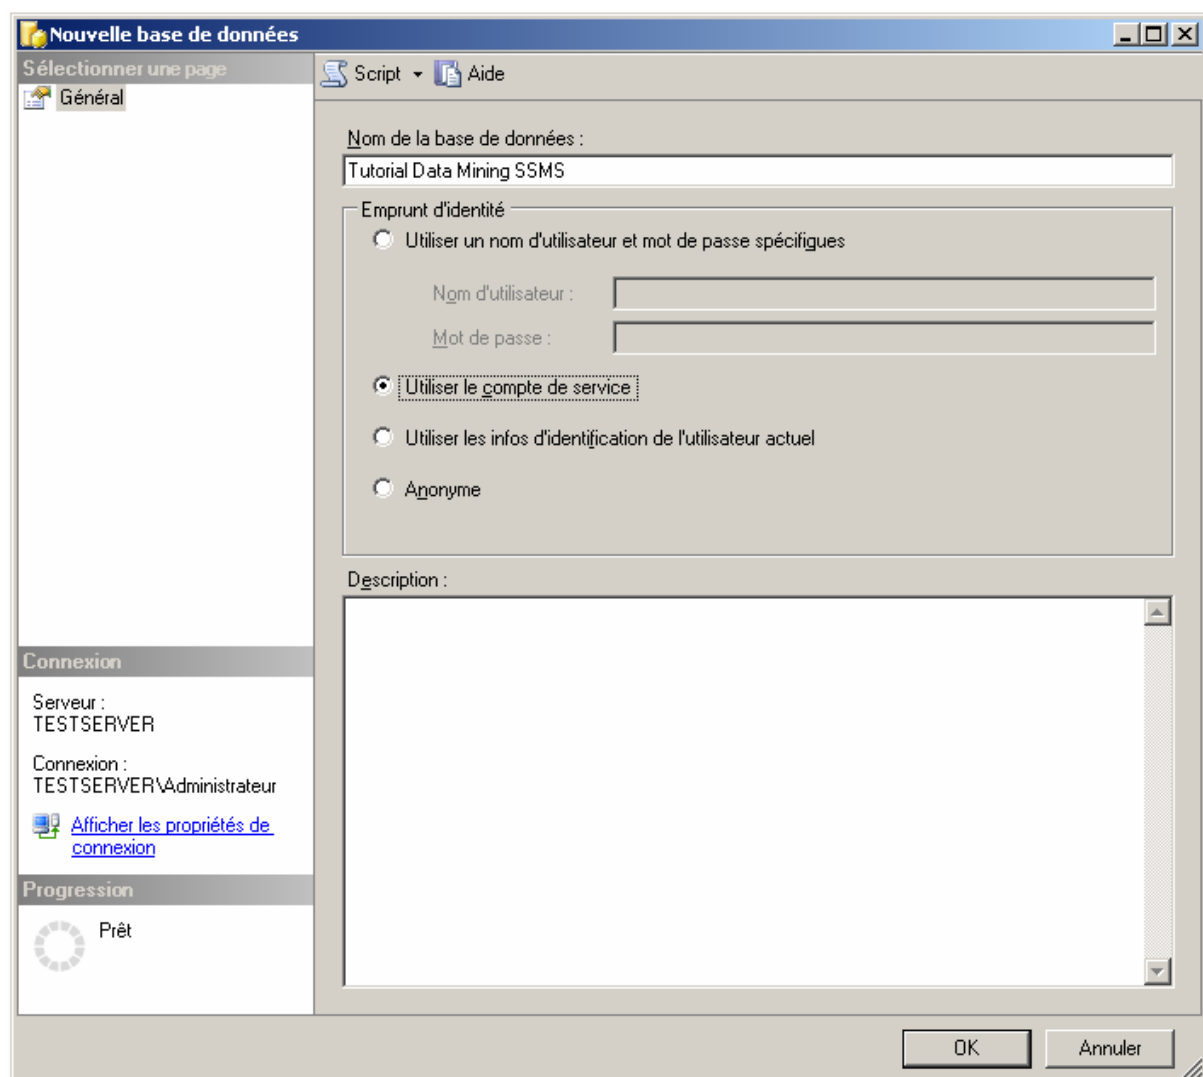 Nouvelle base de données
Sélectionner une page
Général
Script
Aide
Nom de la base de données :
Tutorial Data Mining SSMS
Emprunt d'identité
Utiliser un nom d'utilisateur et mot de passe spécifiques
Nom d'utilisateur :
Mot de passe :
Utiliser le compte de service
Utiliser les infos d'identification de l'utilisateur actuel
Anonyme
Description :
Connexion
Serveur :
TESTSERVER
Connexion :
TESTSERVER\Administrateur
Afficher les propriétés de
connexion
Progression
Prêt
OK
Annuler